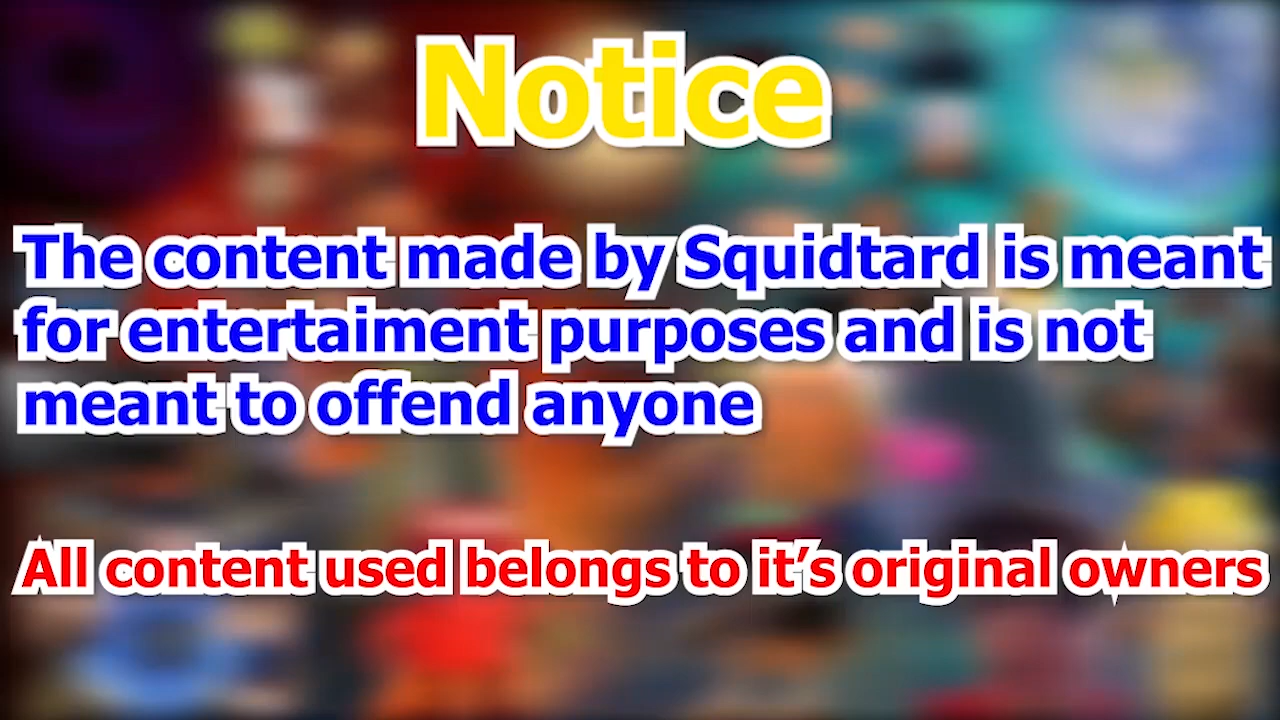 Notice
The content made by Squidtard is meant
for entertaiment purposes and is not
meant to offend anyone
All content used belongs to it’s original owners